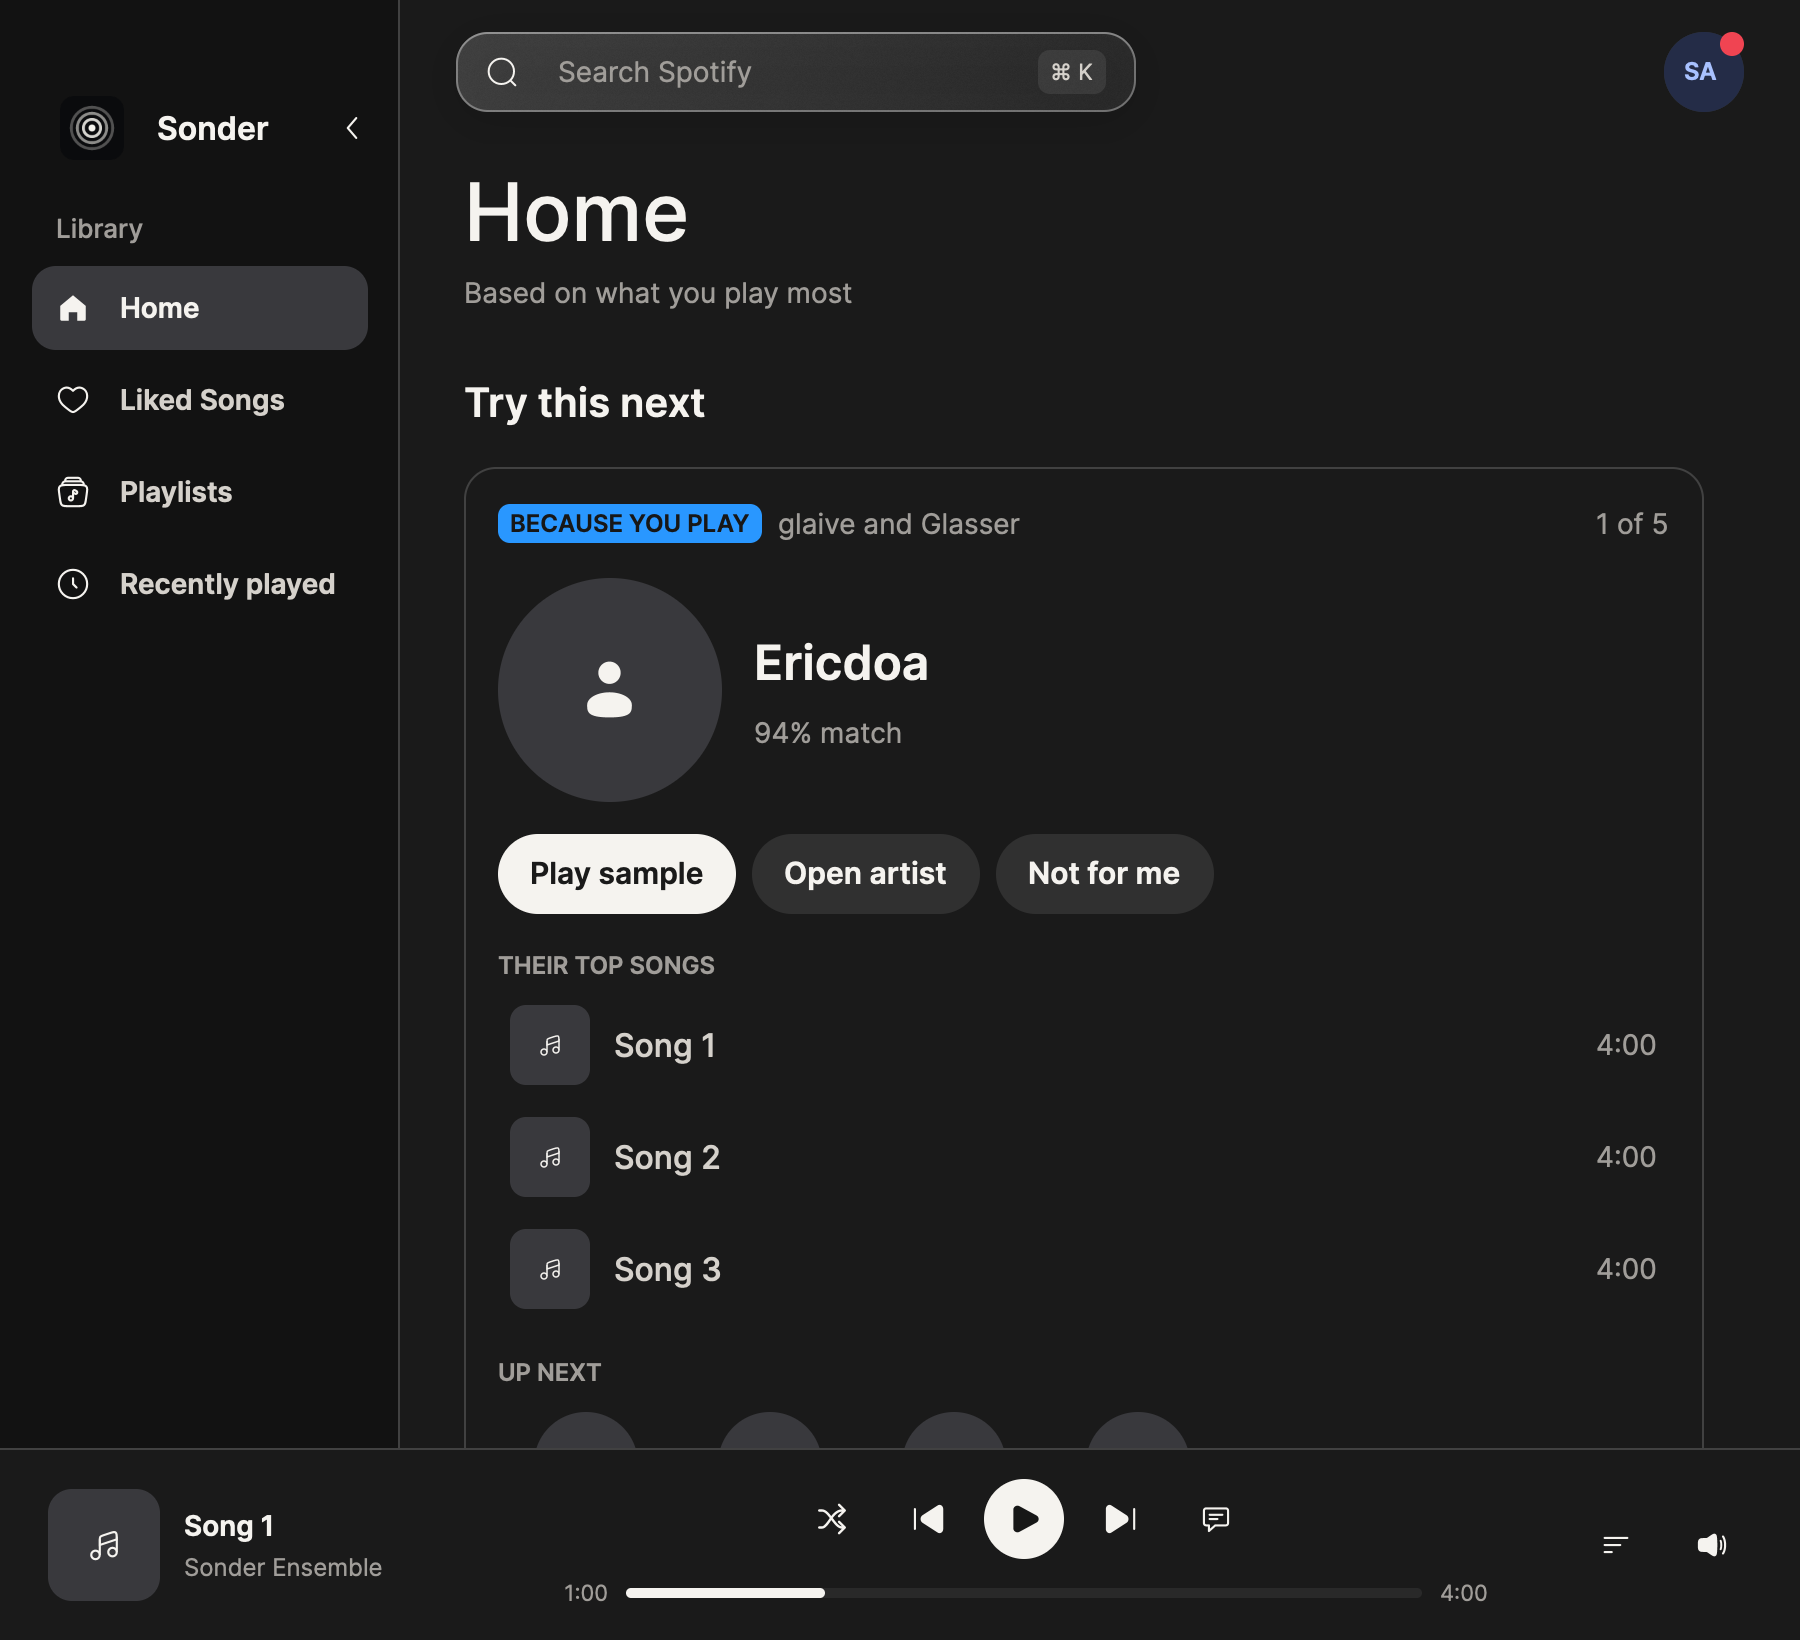 Sonder
Library
Home
Liked Songs
Playlists
Recently played
Search Spotify
⌘ K
SA
Home
Based on what you play most
Try this next
BECAUSE YOU PLAY glaive and Glasser
1 of 5
Ericdoa
94% match
Play sample
Open artist
Not for me
THEIR TOP SONGS
Song 1 4:00
Song 2 4:00
Song 3 4:00
UP NEXT
Song 1
Sonder Ensemble
1:00
4:00